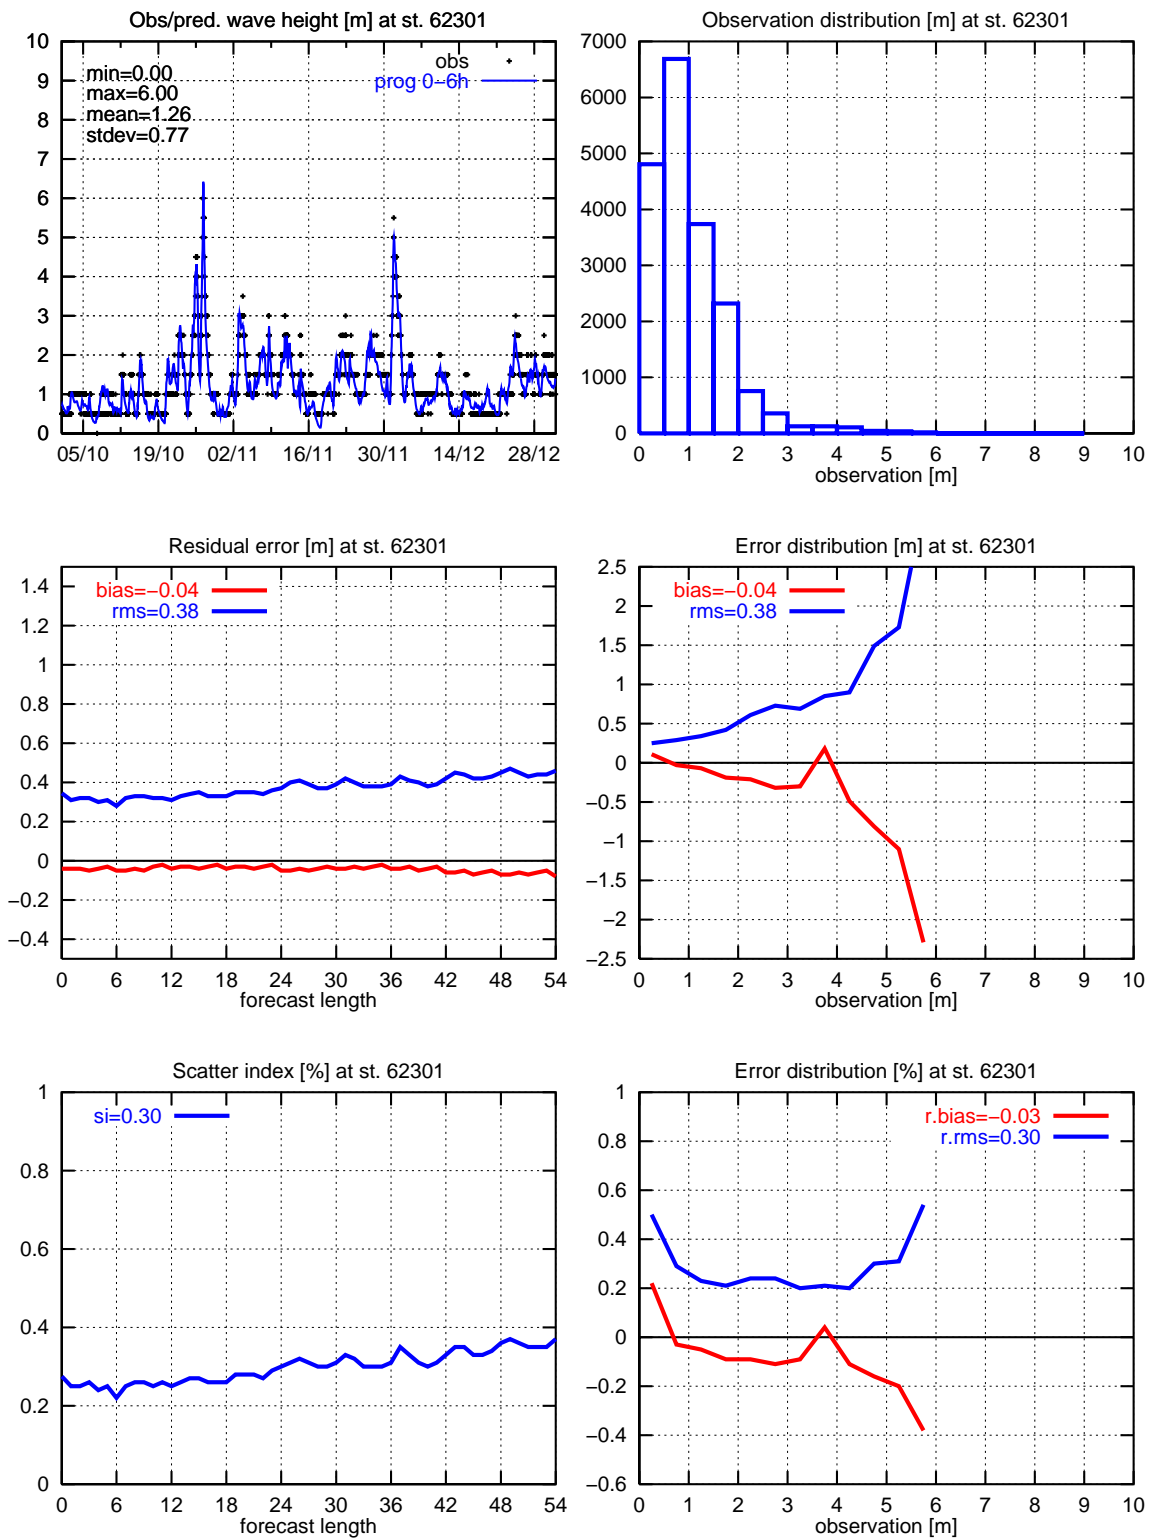 Obs/pred. wave height [m] at st. 62301
10
9
8
7
6
5
4
3
2
1
0
min=0.00
max=6.00
mean=1.26
stdev=0.77
obs
prog 0−6h
05/10 19/10 02/11 16/11 30/11 14/12 28/12
Observation distribution [m] at st. 62301
7000
6000
5000
4000
3000
2000
1000
0
0 1 2 3 4 5 6 7 8 9 10
observation [m]
Residual error [m] at st. 62301
1.4
1.2
1
0.8
0.6
0.4
0.2
0
−0.2
−0.4
bias=−0.04
rms=0.38
0 6 12 18 24 30 36 42 48 54
forecast length
Error distribution [m] at st. 62301
2.5
2
1.5
1
0.5
0
−0.5
−1
−1.5
−2
−2.5
bias=−0.04
rms=0.38
0 1 2 3 4 5 6 7 8 9 10
observation [m]
Scatter index [%] at st. 62301
1
0.8
0.6
0.4
0.2
0
si=0.30
0 6 12 18 24 30 36 42 48 54
forecast length
Error distribution [%] at st. 62301
1
0.8
0.6
0.4
0.2
0
−0.2
−0.4
−0.6
r.bias=−0.03
r.rms=0.30
0 1 2 3 4 5 6 7 8 9 10
observation [m]